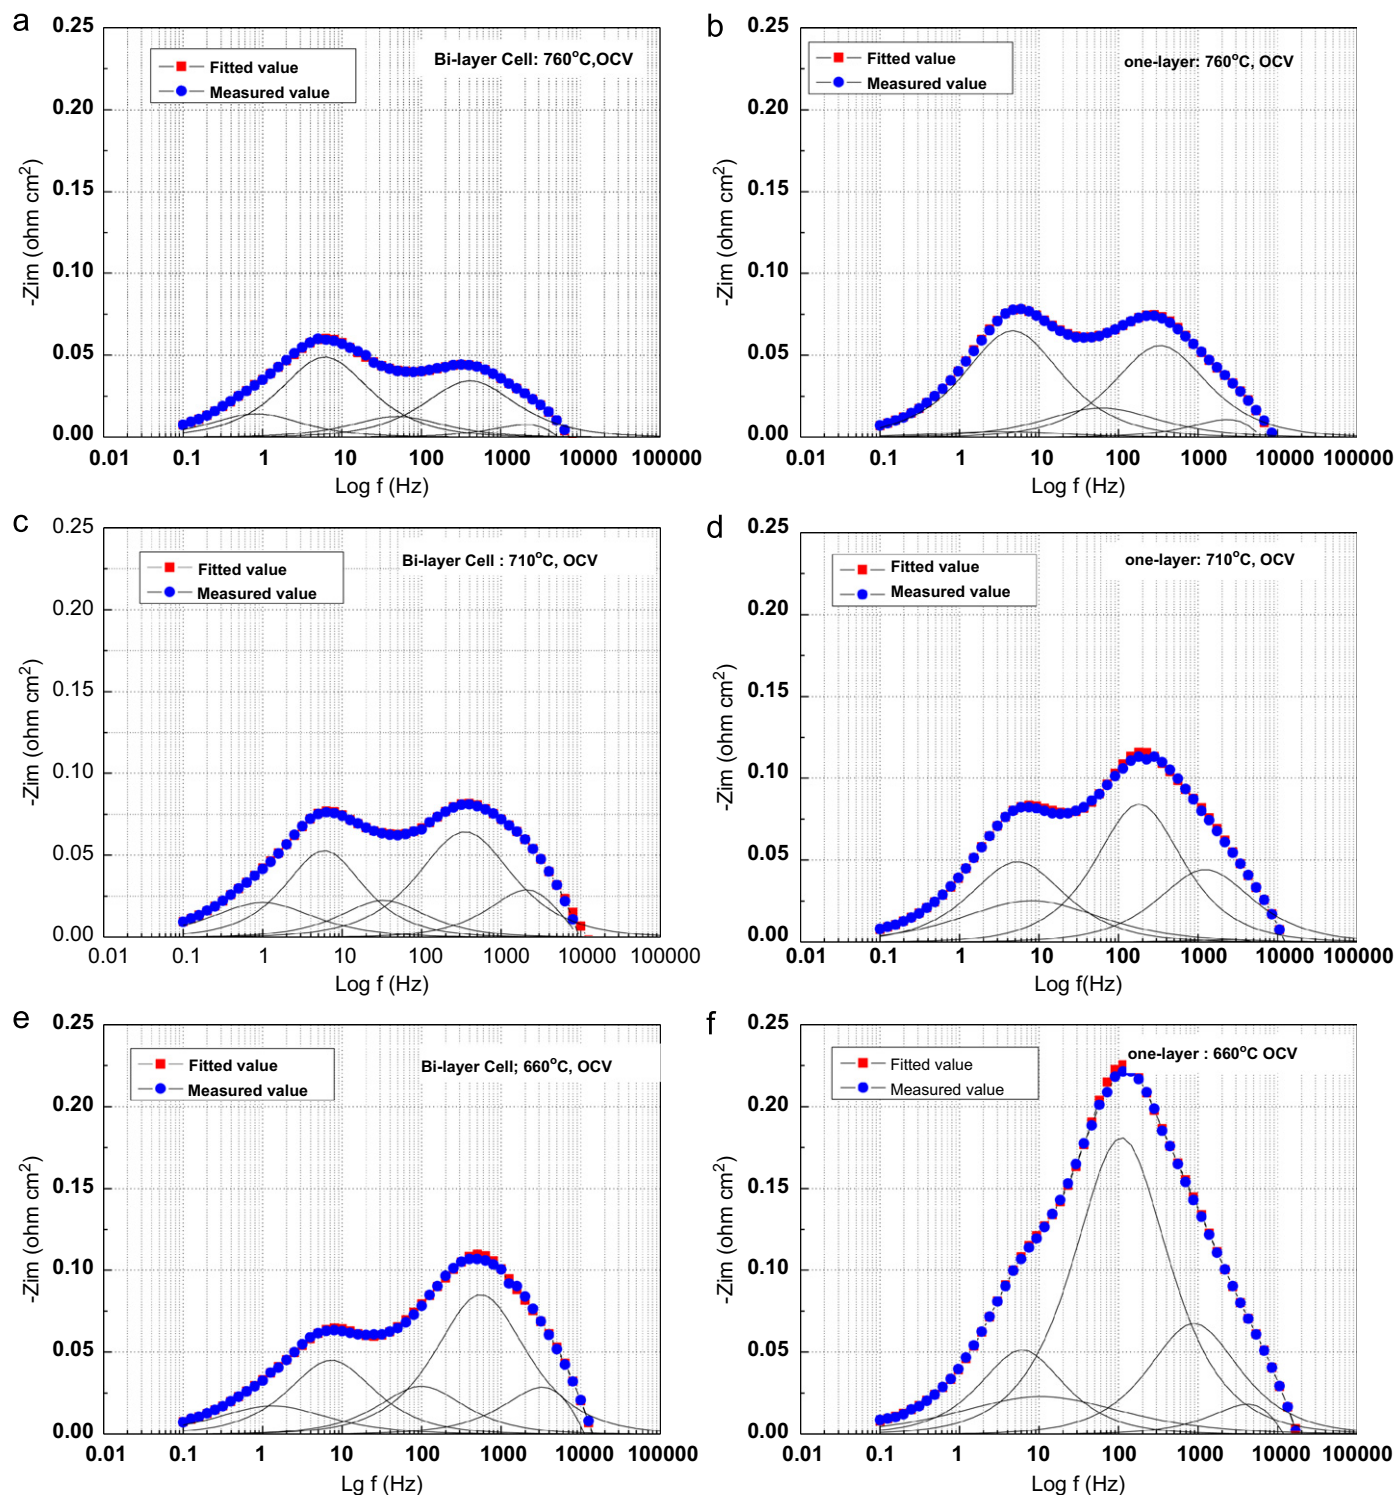 a
0.25
0.20
0.15
0.10
0.05
0.00
-Zim (ohm cm²)
Fitted value
Measured value
Bi-layer Cell: 760°C,OCV
0.01 0.1 1 10 100 1000 10000 100000
Log f (Hz)
b
0.25
0.20
0.15
0.10
0.05
0.00
-Zim (ohm cm²)
Fitted value
Measured value
one-layer: 760°C, OCV
0.01 0.1 1 10 100 1000 10000 100000
Log f (Hz)
c
0.25
0.20
0.15
0.10
0.05
0.00
-Zim (ohm cm²)
Fitted value
Measured value
Bi-layer Cell : 710°C, OCV
0.01 0.1 1 10 100 1000 10000 100000
Log f (Hz)
d
0.25
0.20
0.15
0.10
0.05
0.00
-Zim (ohm cm²)
Fitted value
Measured value
one-layer: 710°C, OCV
0.01 0.1 1 10 100 1000 10000 100000
Log f(Hz)
e
0.25
0.20
0.15
0.10
0.05
0.00
-Zim (ohm cm²)
Fitted value
Measured value
Bi-layer Cell; 660°C, OCV
0.01 0.1 1 10 100 1000 10000 100000
Lg f (Hz)
f
0.25
0.20
0.15
0.10
0.05
0.00
-Zim (ohm cm²)
Fitted value
Measured value
one-layer : 660°C OCV
0.01 0.1 1 10 100 1000 10000 100000
Log f (Hz)